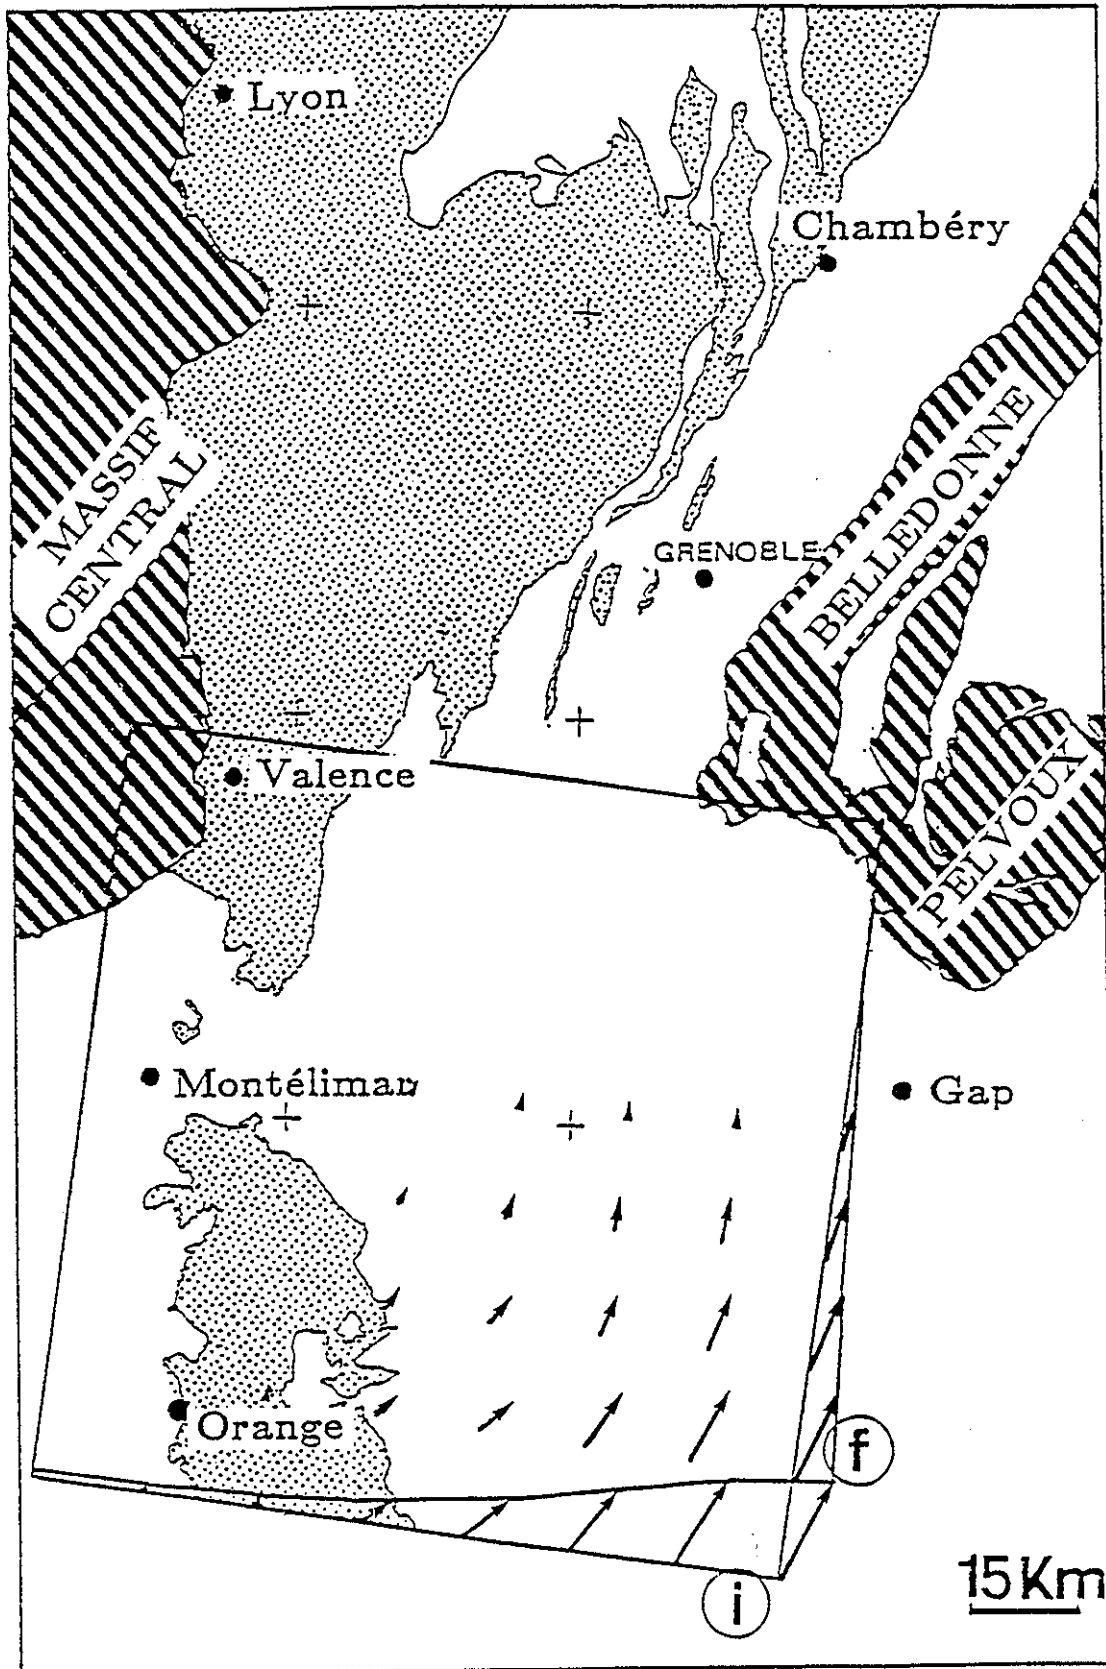 Lyon
Chambéry
MASSIF
CENTRAL
BELLEDONNE
GRENOBLE
Valence
PELVOUX
Montélimar
Gap
Orange
f
i
15Km